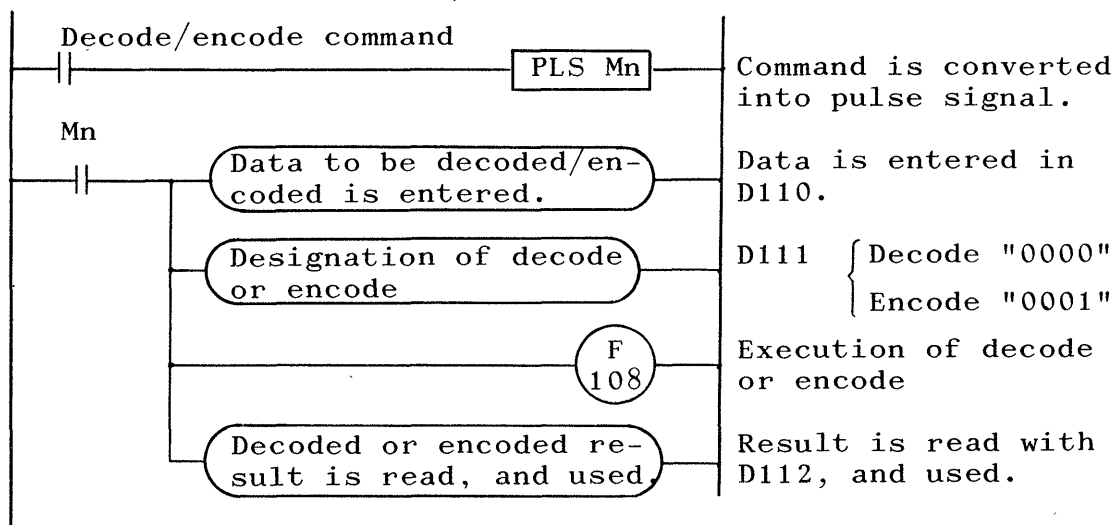 Decode/encode command
PLS Mn
Command is converted
into pulse signal.
Mn
Data to be decoded/en-
coded is entered.
Data is entered in
D110.
Designation of decode
or encode
D111 { Decode "0000"
Encode "0001"
F
108
Execution of decode
or encode
Decoded or encoded re-
sult is read, and used.
Result is read with
D112, and used.